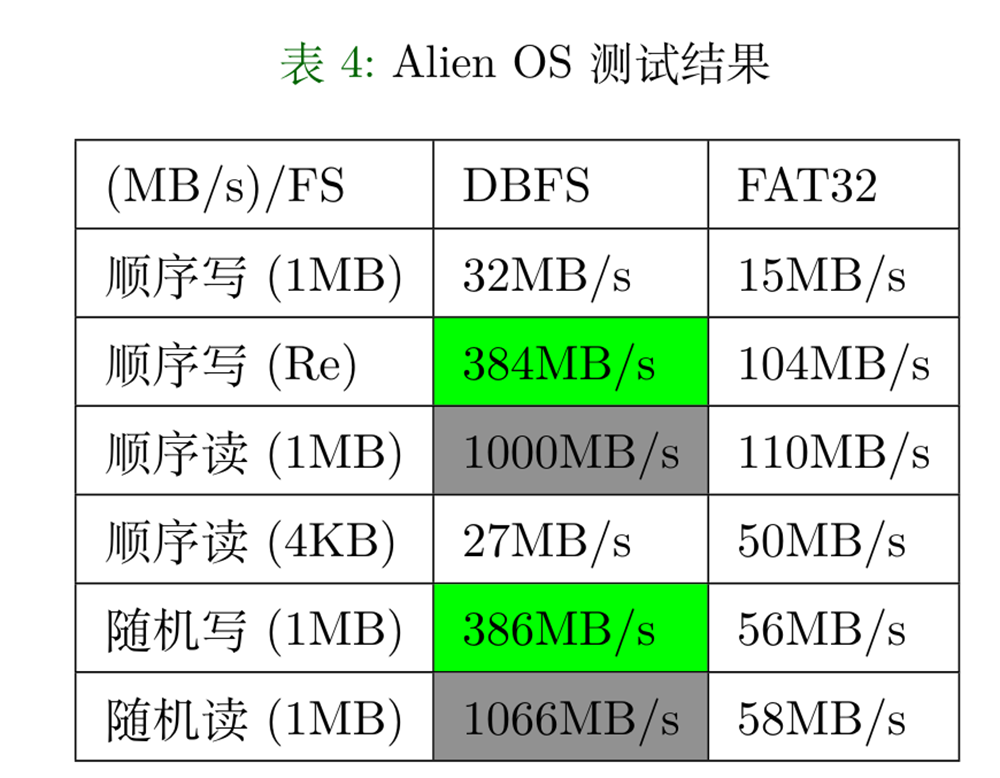 表 4: Alien OS 测试结果
(MB/s)/FS DBFS FAT32
顺序写 (1MB) 32MB/s 15MB/s
顺序写 (Re) 384MB/s 104MB/s
顺序读 (1MB) 1000MB/s 110MB/s
顺序读 (4KB) 27MB/s 50MB/s
随机写 (1MB) 386MB/s 56MB/s
随机读 (1MB) 1066MB/s 58MB/s